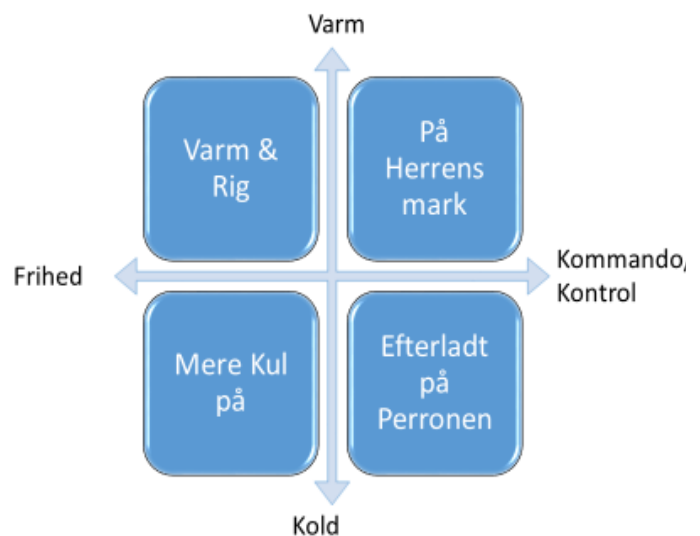 Varm
Varm &
Rig
På
Herrens
mark
Frihed
Kommando,
Kontrol
Mere Kul
på
Efterladt
på
Perronen
Kold